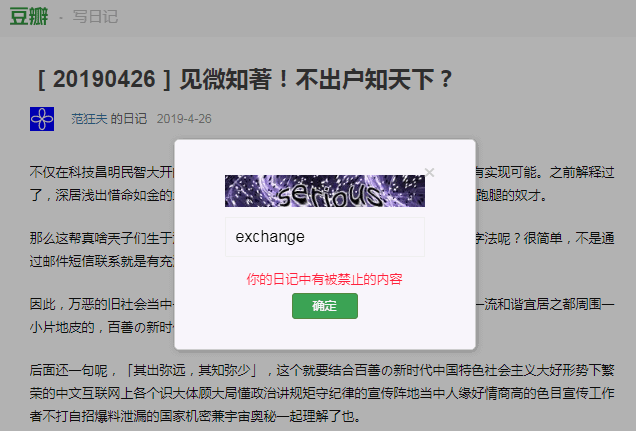 豆瓣 · 写日记
[ 20190426 ] 见微知著！不出户知天下？
范狂夫 的日记 2019-4-26
不仅在科技昌明民智大开的
有实现可能。之前解释过
了，深居浅出惜命如金的
跑腿的奴才。
×
serious
exchange
你的日记中有被禁止的内容
确定
那么这帮真啥天子们生于
字法呢？很简单，不是通
过邮件短信联系就是有充
因此，万恶的旧社会当中
一流和谐宜居之都周围一
小片地皮的，百善の新时
后面还一句呢，「其出弥远，其知弥少」，这个就要结合百善の新时代中国特色社会主义大好形势下繁
荣的中文互联网上各个识大体顾大局懂政治讲规矩守纪律的宣传阵地当中人缘好情商高的色目宣传工作
者不打自招爆料泄漏的国家机密兼宇宙奥秘一起理解了也。